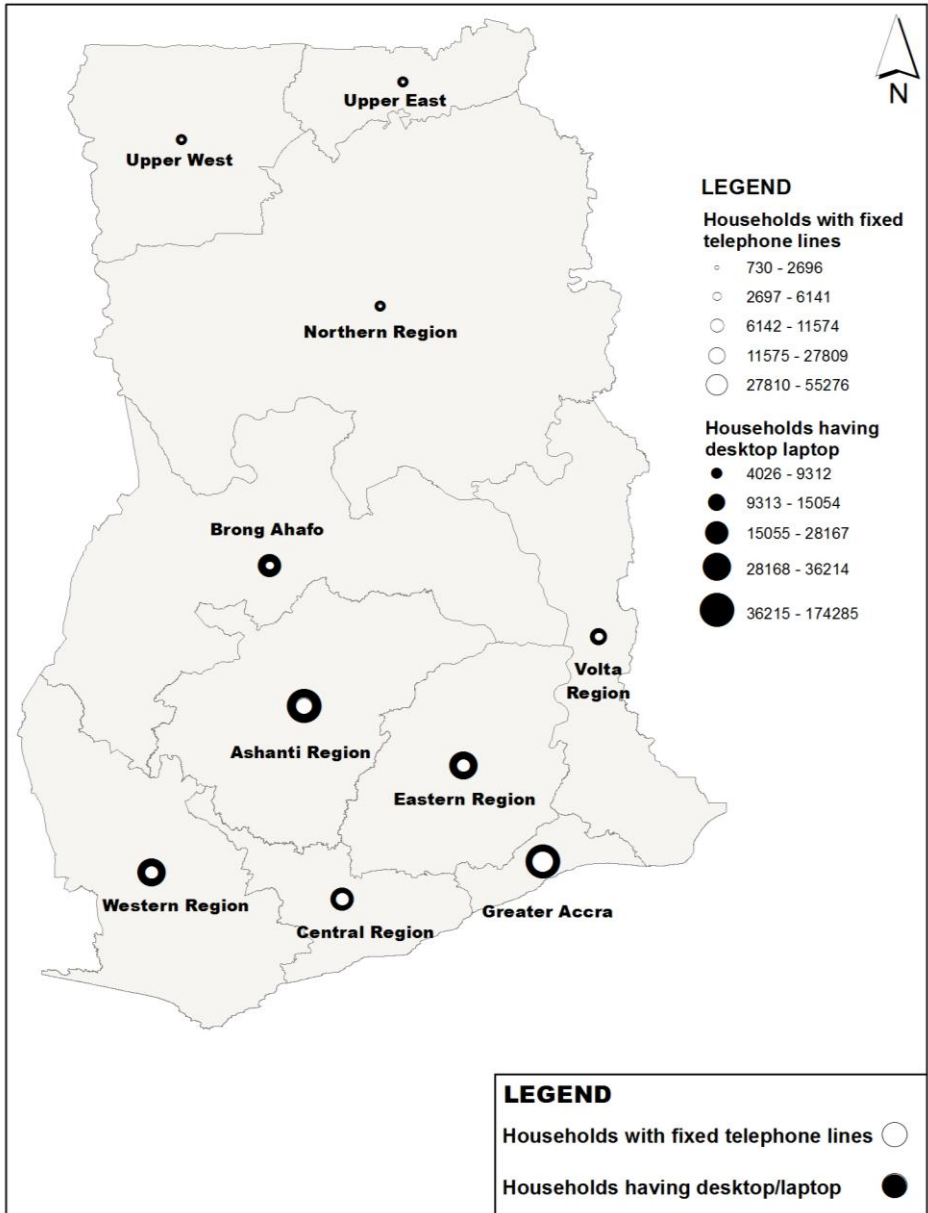 N
Upper East
Upper West
Northern Region
Brong Ahafo
Volta
Region
Ashanti Region
Eastern Region
Western Region
Central Region
Greater Accra
LEGEND
Households with fixed
telephone lines
730 - 2696
2697 - 6141
6142 - 11574
11575 - 27809
27810 - 55276
Households having
desktop laptop
4026 - 9312
9313 - 15054
15055 - 28167
28168 - 36214
36215 - 174285
LEGEND
Households with fixed telephone lines
Households having desktop/laptop